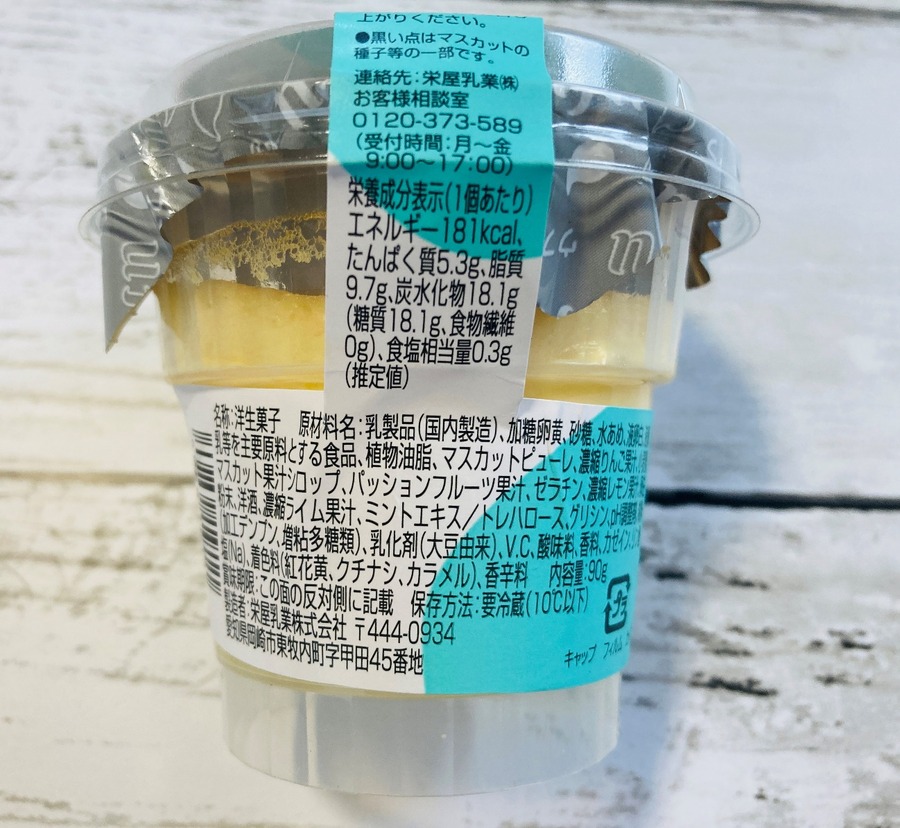 上がりください。
●黒い点はマスカットの
種子等の一部です。
連絡先：栄屋乳業㈱
お客様相談室
0120-373-589
(受付時間：月～金
9:00～17:00)
栄養成分表示(1個あたり)
エネルギー181kcal、
たんぱく質5.3g、脂質
9.7g、炭水化物18.1g
(糖質18.1g、食物繊維
0g)、食塩相当量0.3g
(推定値)
名称：洋生菓子　原材料名：乳製品(国内製造)、加糖卵黄、砂糖、水あめ、液卵白、
乳等を主要原料とする食品、植物油脂、マスカットピューレ、濃縮りんご果汁、
マスカット果汁シロップ、パッションフルーツ果汁、ゼラチン、濃縮レモン果汁、
粉末、洋酒、濃縮ライム果汁、ミントエキス／トレハロース、グリシン、pH調整剤、
加工デンプン、増粘多糖類)、乳化剤(大豆由来)、V.C、酸味料、香料、カゼイン
(Na)、着色料(紅花黄、クチナシ、カラメル)、香辛料　内容量：90g
賞味期限：この面の反対側に記載　保存方法：要冷蔵(10℃以下)
製造者：栄屋乳業株式会社 〒444-0934
愛知県岡崎市東牧内町字甲田45番地
プラ
キャップ フィルム